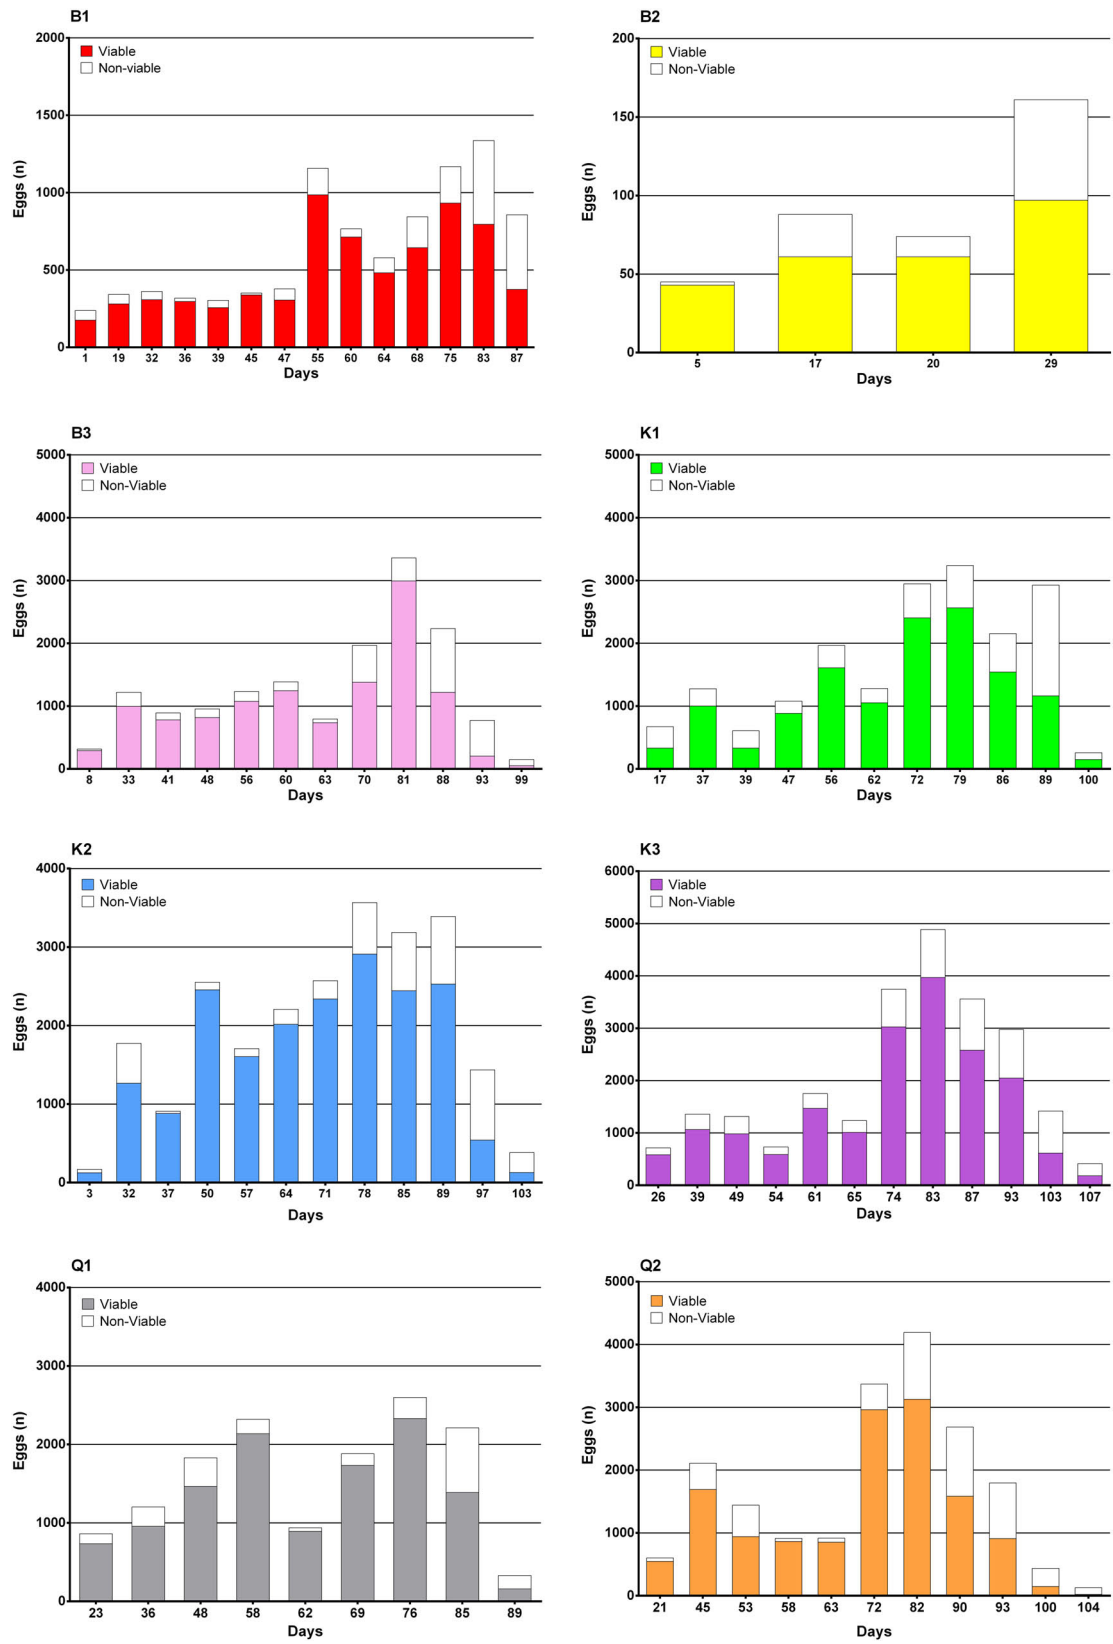 B1
2000
1500
1000
500
0
Eggs (n)
Viable
Non-viable
1 19 32 36 39 45 47 55 60 64 68 75 83 87
Days
B2
200
150
100
50
0
Eggs (n)
Viable
Non-Viable
5 17 20 29
Days
B3
5000
4000
3000
2000
1000
0
Eggs (n)
Viable
Non-Viable
8 33 41 48 56 60 63 70 81 88 93 99
Days
K1
5000
4000
3000
2000
1000
0
Eggs (n)
Viable
Non-Viable
17 37 39 47 56 62 72 79 86 89 100
Days
K2
4000
3000
2000
1000
0
Eggs (n)
Viable
Non-Viable
3 32 37 50 57 64 71 78 85 89 97 103
Days
K3
6000
5000
4000
3000
2000
1000
0
Eggs (n)
Viable
Non-Viable
26 39 49 54 61 65 74 83 87 93 103 107
Days
Q1
4000
3000
2000
1000
0
Eggs (n)
Viable
Non-Viable
23 36 48 58 62 69 76 85 89
Days
Q2
5000
4000
3000
2000
1000
0
Eggs (n)
Viable
Non-Viable
21 45 53 58 63 72 82 90 93 100 104
Days